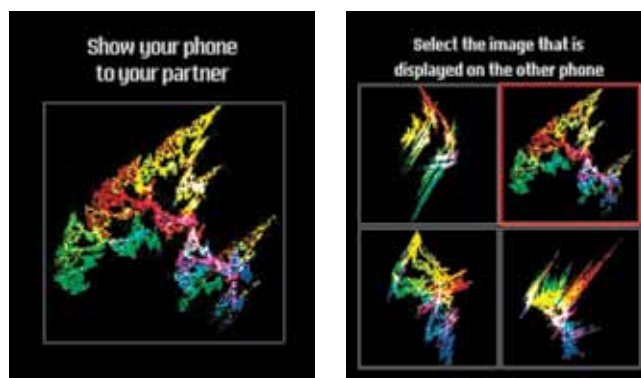 Show your phone
to your partner
Select the image that is
displayed on the other phone